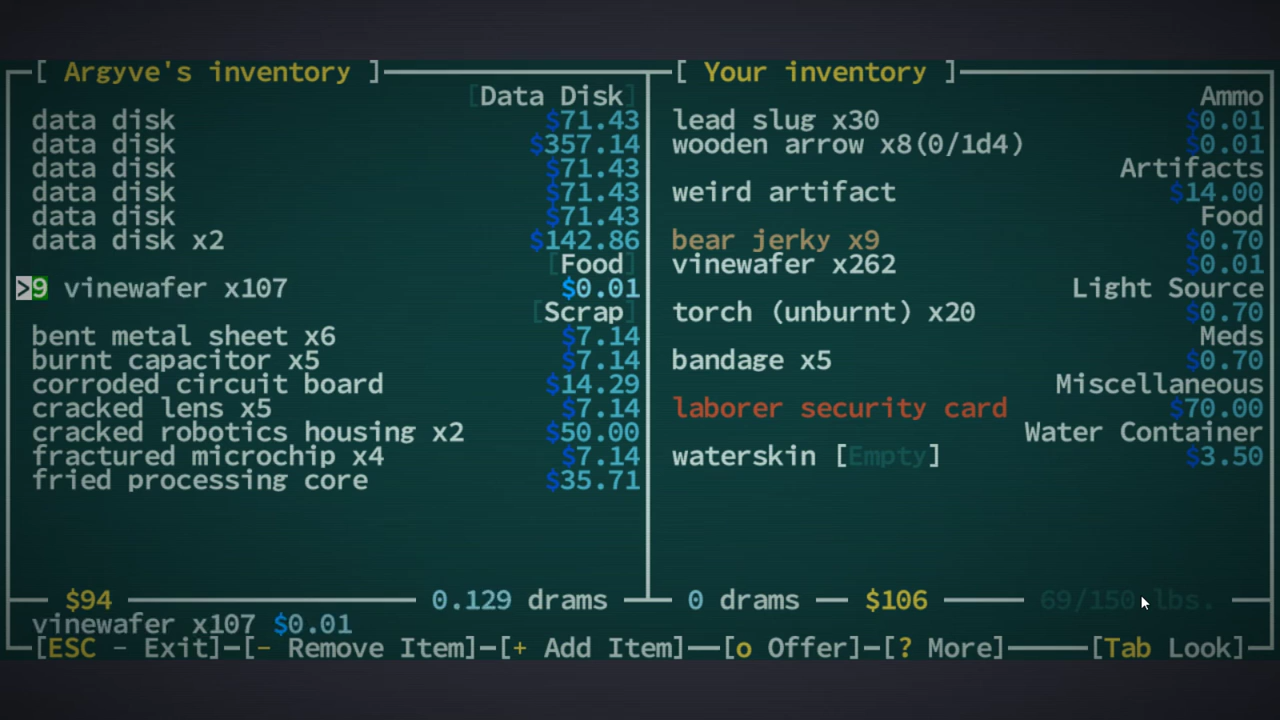 [ Argyve's inventory ]
[Data Disk]
data disk $71.43
data disk $357.14
data disk $71.43
data disk $71.43
data disk $71.43
data disk x2 $142.86
[Food]
>9 vinewafer x107 $0.01
[Scrap]
bent metal sheet x6 $7.14
burnt capacitor x5 $7.14
corroded circuit board $14.29
cracked lens x5 $7.14
cracked robotics housing x2 $50.00
fractured microchip x4 $7.14
fried processing core $35.71
[ Your inventory ]
Ammo
lead slug x30 $0.01
wooden arrow x8(0/1d4) $0.01
Artifacts
weird artifact $14.00
Food
bear jerky x9 $0.70
vinewafer x262 $0.01
Light Source
torch (unburnt) x20 $0.70
Meds
bandage x5 $0.70
Miscellaneous
laborer security card $70.00
Water Container
waterskin [Empty] $3.50
$94 0.129 drams 0 drams $106 69/150 lbs.
vinewafer x107 $0.01
[ESC - Exit] [- Remove Item] [+ Add Item] [o Offer] [? More] [Tab Look]